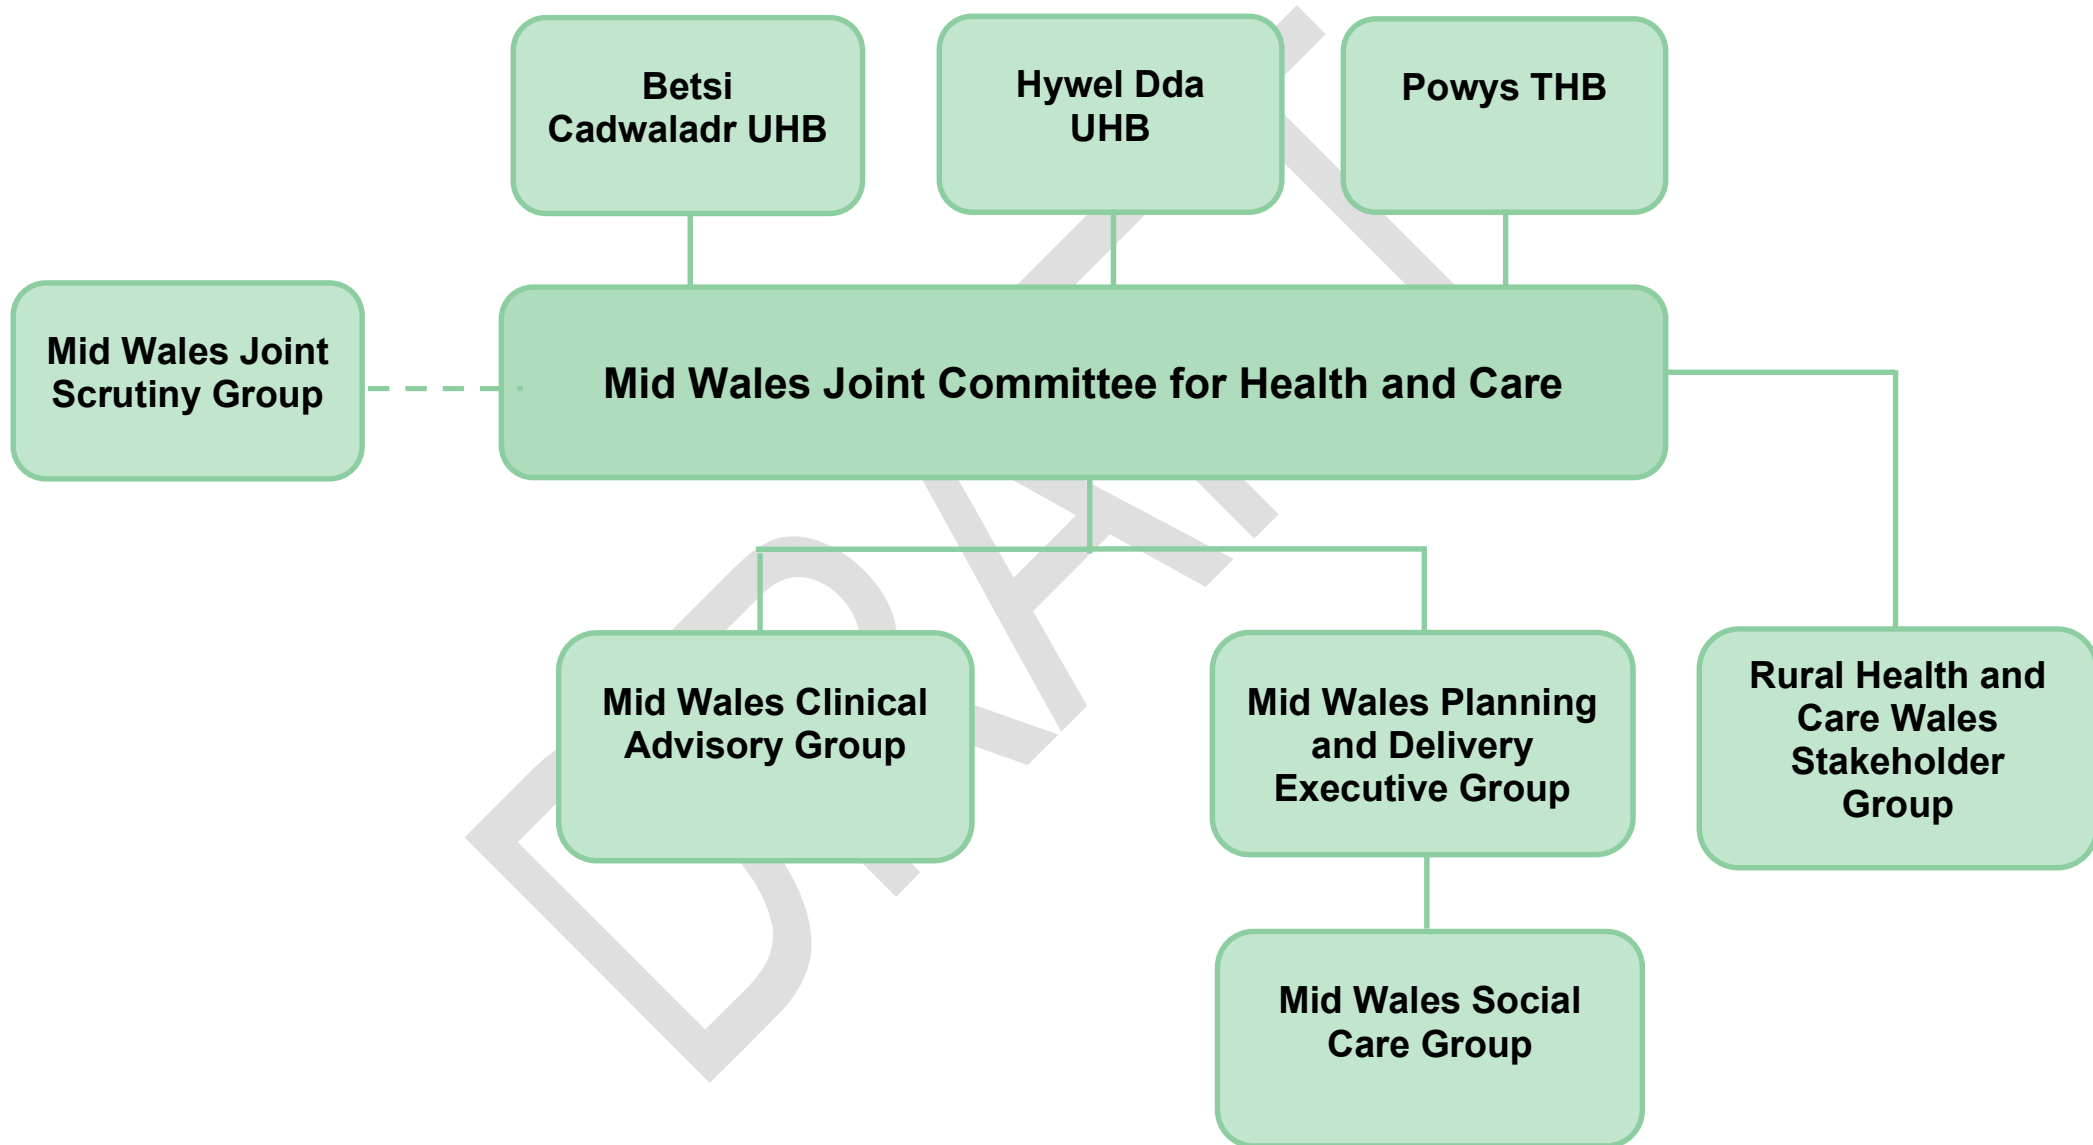 Betsi
Cadwaladr UHB
Hywel Dda
UHB
Powys THB
Mid Wales Joint
Scrutiny Group
Mid Wales Joint Committee for Health and Care
Mid Wales Clinical
Advisory Group
Mid Wales Planning
and Delivery
Executive Group
Rural Health and
Care Wales
Stakeholder
Group
Mid Wales Social
Care Group
DRAFT